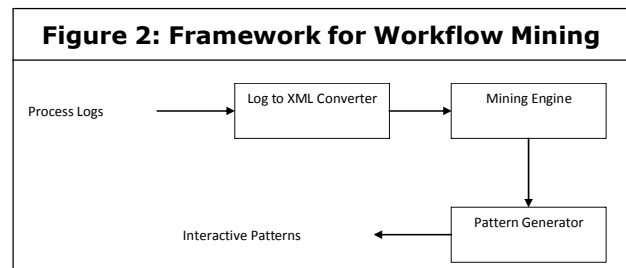 Figure 2: Framework for Workflow Mining
Process Logs
Log to XML Converter
Mining Engine
Pattern Generator
Interactive Patterns